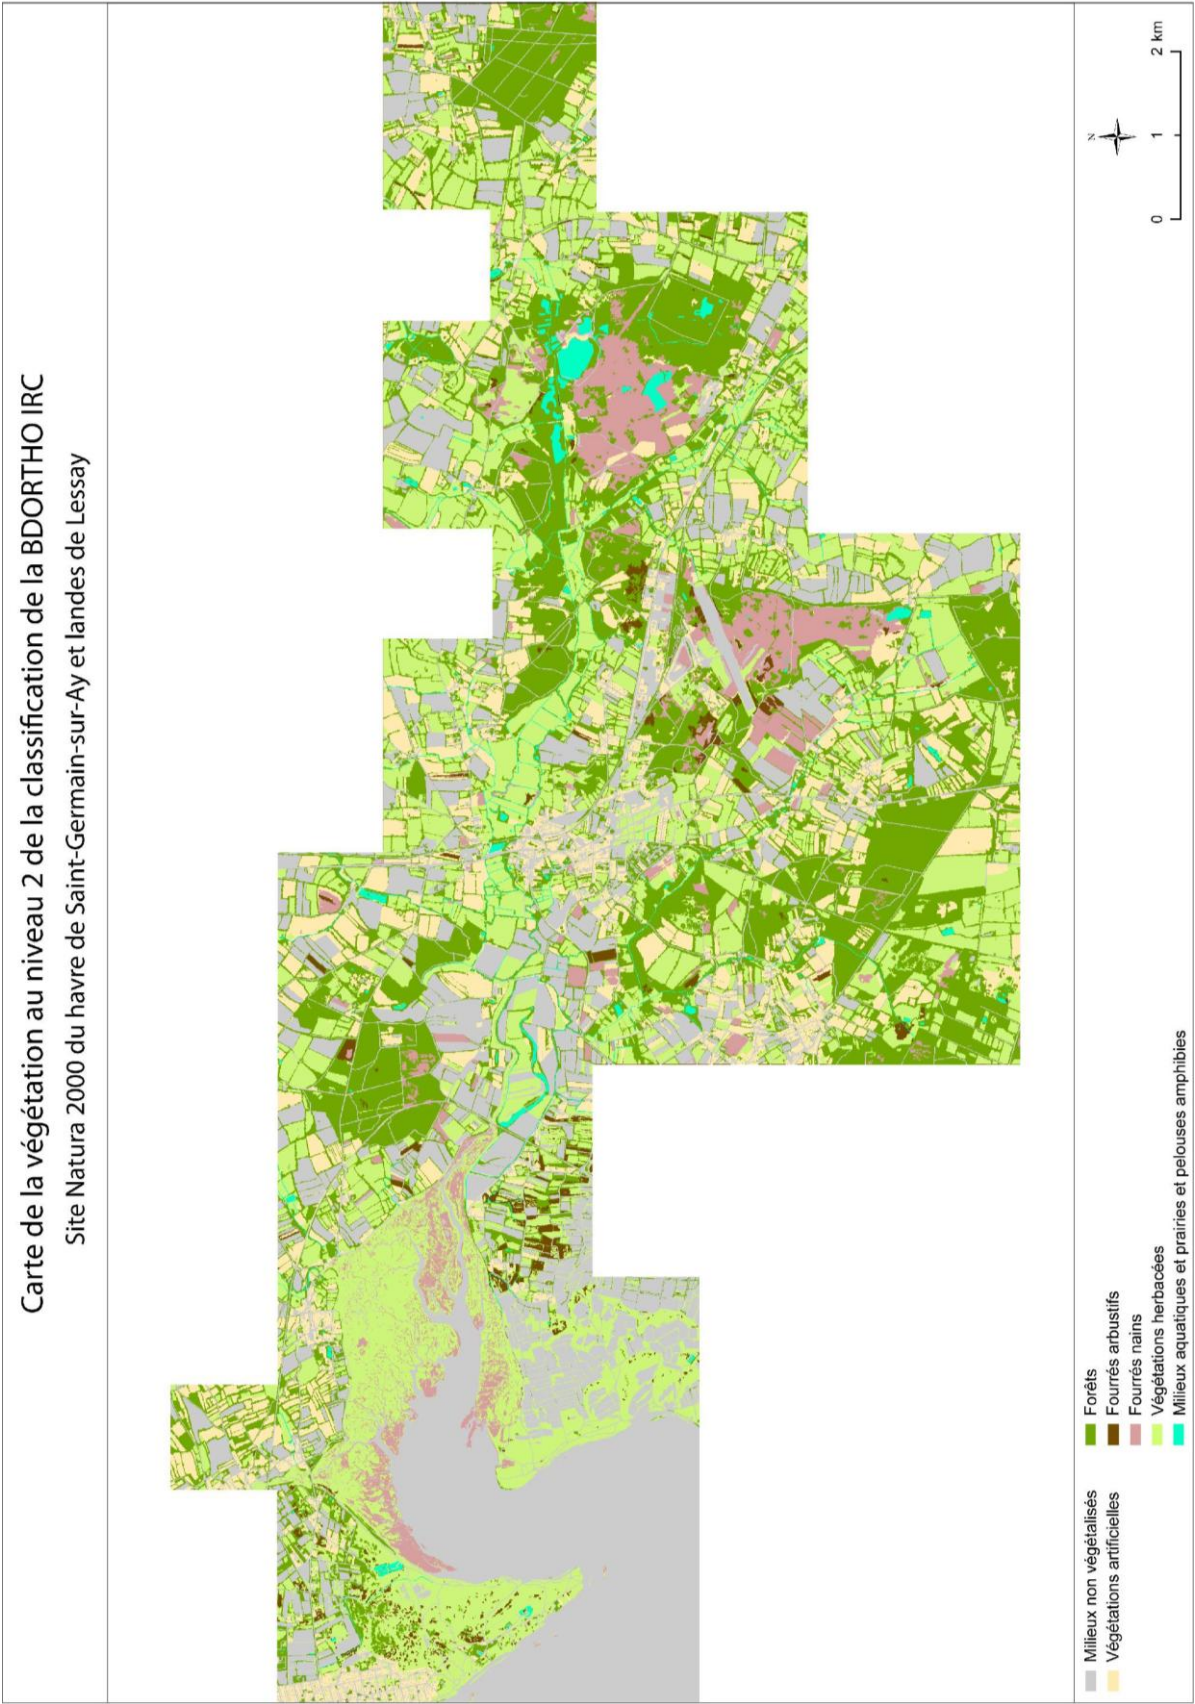 Carte de la végétation au niveau 2 de la classification de la BDORTHO IRC
Site Natura 2000 du havre de Saint-Germain-sur-Ay et landes de Lessay
Milieux non végétalisés
Végétations artificielles
Forêts
Fourrés arbustifs
Fourrés nains
Végétations herbacées
Milieux aquatiques et prairies et pelouses amphibies
N
0 1 2 km